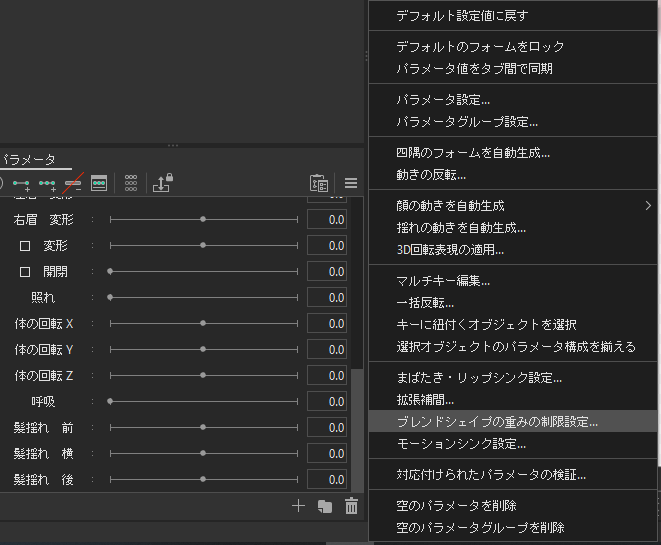 デフォルト設定値に戻す
デフォルトのフォームをロック
パラメータ値をタブ間で同期
パラメータ設定...
パラメータグループ設定...
四隅のフォームを自動生成...
動きの反転...
顔の動きを自動生成
揺れの動きを自動生成...
3D回転表現の適用...
マルチキー編集...
一括反転...
キーに紐付くオブジェクトを選択
選択オブジェクトのパラメータ構成を揃える
まばたき・リップシンク設定...
拡張補間...
ブレンドシェイプの重みの制限設定...
モーションシンク設定...
対応付けられたパラメータの検証...
空のパラメータを削除
空のパラメータグループを削除
パラメータ
右眉 変形 : 0.0
口 変形 : 0.0
口 開閉 : 0.0
照れ : 0.0
体の回転 X : 0.0
体の回転 Y : 0.0
体の回転 Z : 0.0
呼吸 : 0.0
髪揺れ 前 : 0.0
髪揺れ 横 : 0.0
髪揺れ 後 : 0.0